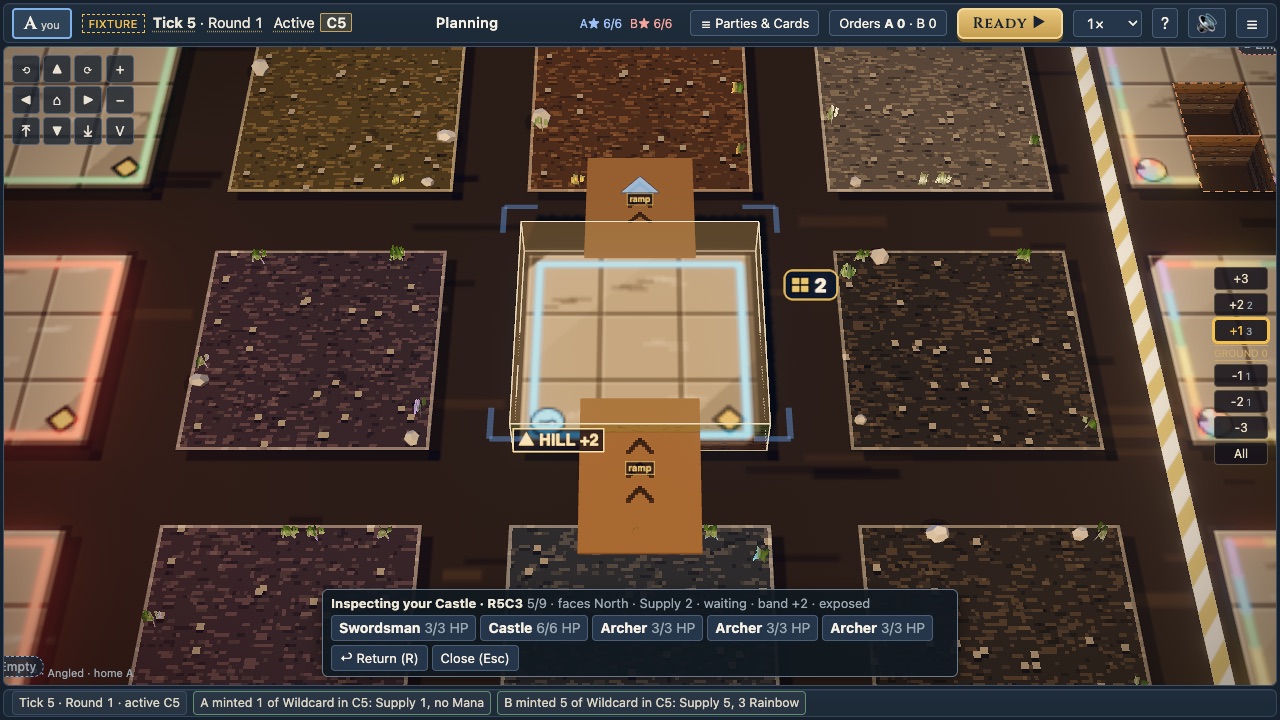 A you
FIXTURE
Tick 5 · Round 1
Active C5
Planning
A★ 6/6 B★ 6/6
≡ Parties & Cards
Orders A 0 · B 0
READY ▶
1×
?
≡
+
−
V
ramp
2
+3
+2 2
+1 3
GROUND 0
-1 1
-2 1
-3
All
▲ HILL +2
ramp
Inspecting your Castle · R5C3 5/9 · faces North · Supply 2 · waiting · band +2 · exposed
Swordsman 3/3 HP
Castle 6/6 HP
Archer 3/3 HP
Archer 3/3 HP
Archer 3/3 HP
↩ Return (R)
Close (Esc)
Empty
Angled · home A
Tick 5 · Round 1 · active C5
A minted 1 of Wildcard in C5: Supply 1, no Mana
B minted 5 of Wildcard in C5: Supply 5, 3 Rainbow